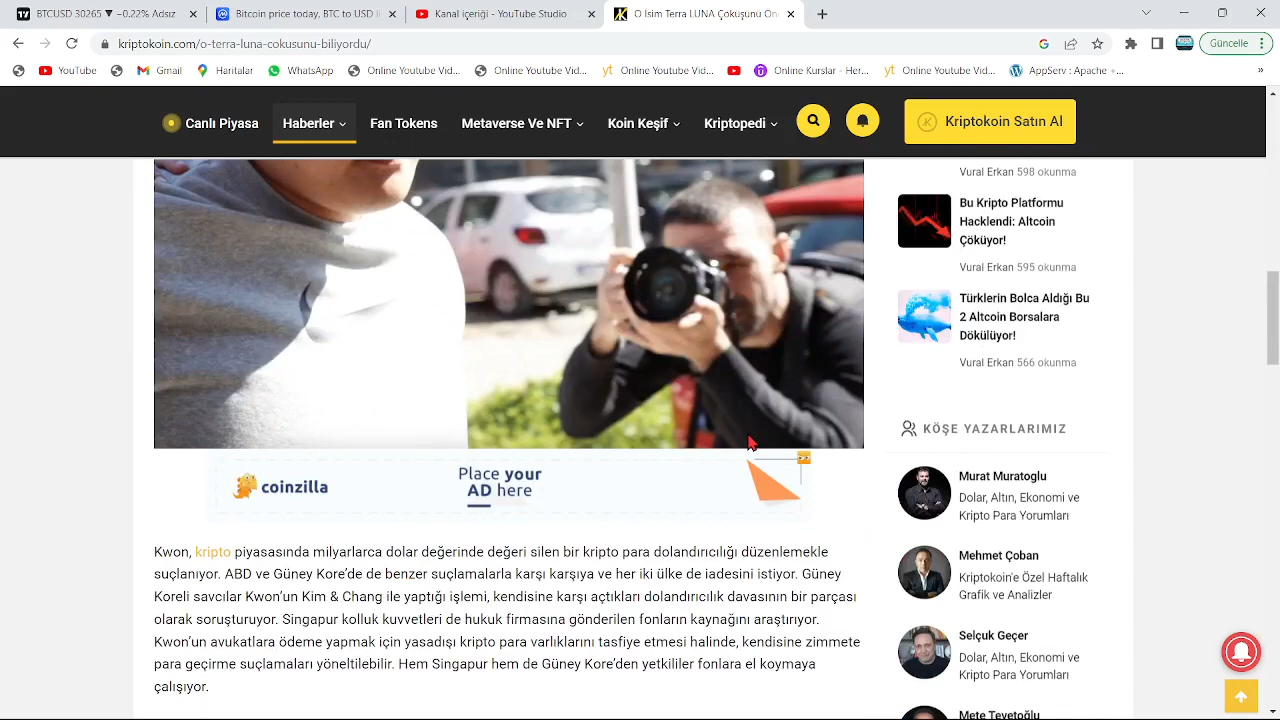 BTCUSD 30265 ▼ −0.22% Ad
Bitcoin price today, BTC to USD li
Kanal içeriği - YouTube Studio
O İsim Terra LUNA Çöküşünü Ön
kriptokoin.com/o-terra-luna-cokusunu-biliyordu/
Güncelle
YouTube
Gmail
Haritalar
WhatsApp
Online Youtube Vid...
Online Youtube Vid...
Online Youtube Vid...
Online Kurslar - Her...
Online Youtube Vid...
AppServ : Apache +...
»
Canlı Piyasa
Haberler
Fan Tokens
Metaverse Ve NFT
Koin Keşif
Kriptopedi
Kriptokoin Satın Al
Vural Erkan 598 okunma
Bu Kripto Platformu
Hacklendi: Altcoin
Çöküyor!
Vural Erkan 595 okunma
Türklerin Bolca Aldığı Bu
2 Altcoin Borsalara
Dökülüyor!
Vural Erkan 566 okunma
coinzilla
Place your
AD here
Kwon, kripto piyasasında milyarlarca dolar değerinde değeri silen bir kripto para dolandırıcılığı düzenlemekle
suçlanıyor. ABD ve Güney Kore’de de benzer suçlamalarla karşı karşıya ve her iki ülke de iadesini istiyor. Güney
Koreli savcılar Kwon’un Kim & Chang ile yaptığı işlemi, kendisine karşı açtıkları dolandırıcılık davasının bir parçası
olarak soruşturuyor. Singapur kolluk kuvvetleri de hukuk firmasına gönderilen fonların kaynağını araştırıyor.
Kwon’un avukatlara ödeme yapmak için yasadışı kripto para varlıklarını tasfiye etmesi halinde, kendisine zimmete
para geçirme suçlamaları yöneltilebilir. Hem Singapur hem de Güney Kore’den yetkililer fonlara el koymaya
çalışıyor.
KÖŞE YAZARLARIMIZ
Murat Muratoglu
Dolar, Altın, Ekonomi ve
Kripto Para Yorumları
Mehmet Çoban
Kriptokoin'e Özel Haftalık
Grafik ve Analizler
Selçuk Geçer
Dolar, Altın, Ekonomi ve
Kripto Para Yorumları
Mete Tevetoğlu